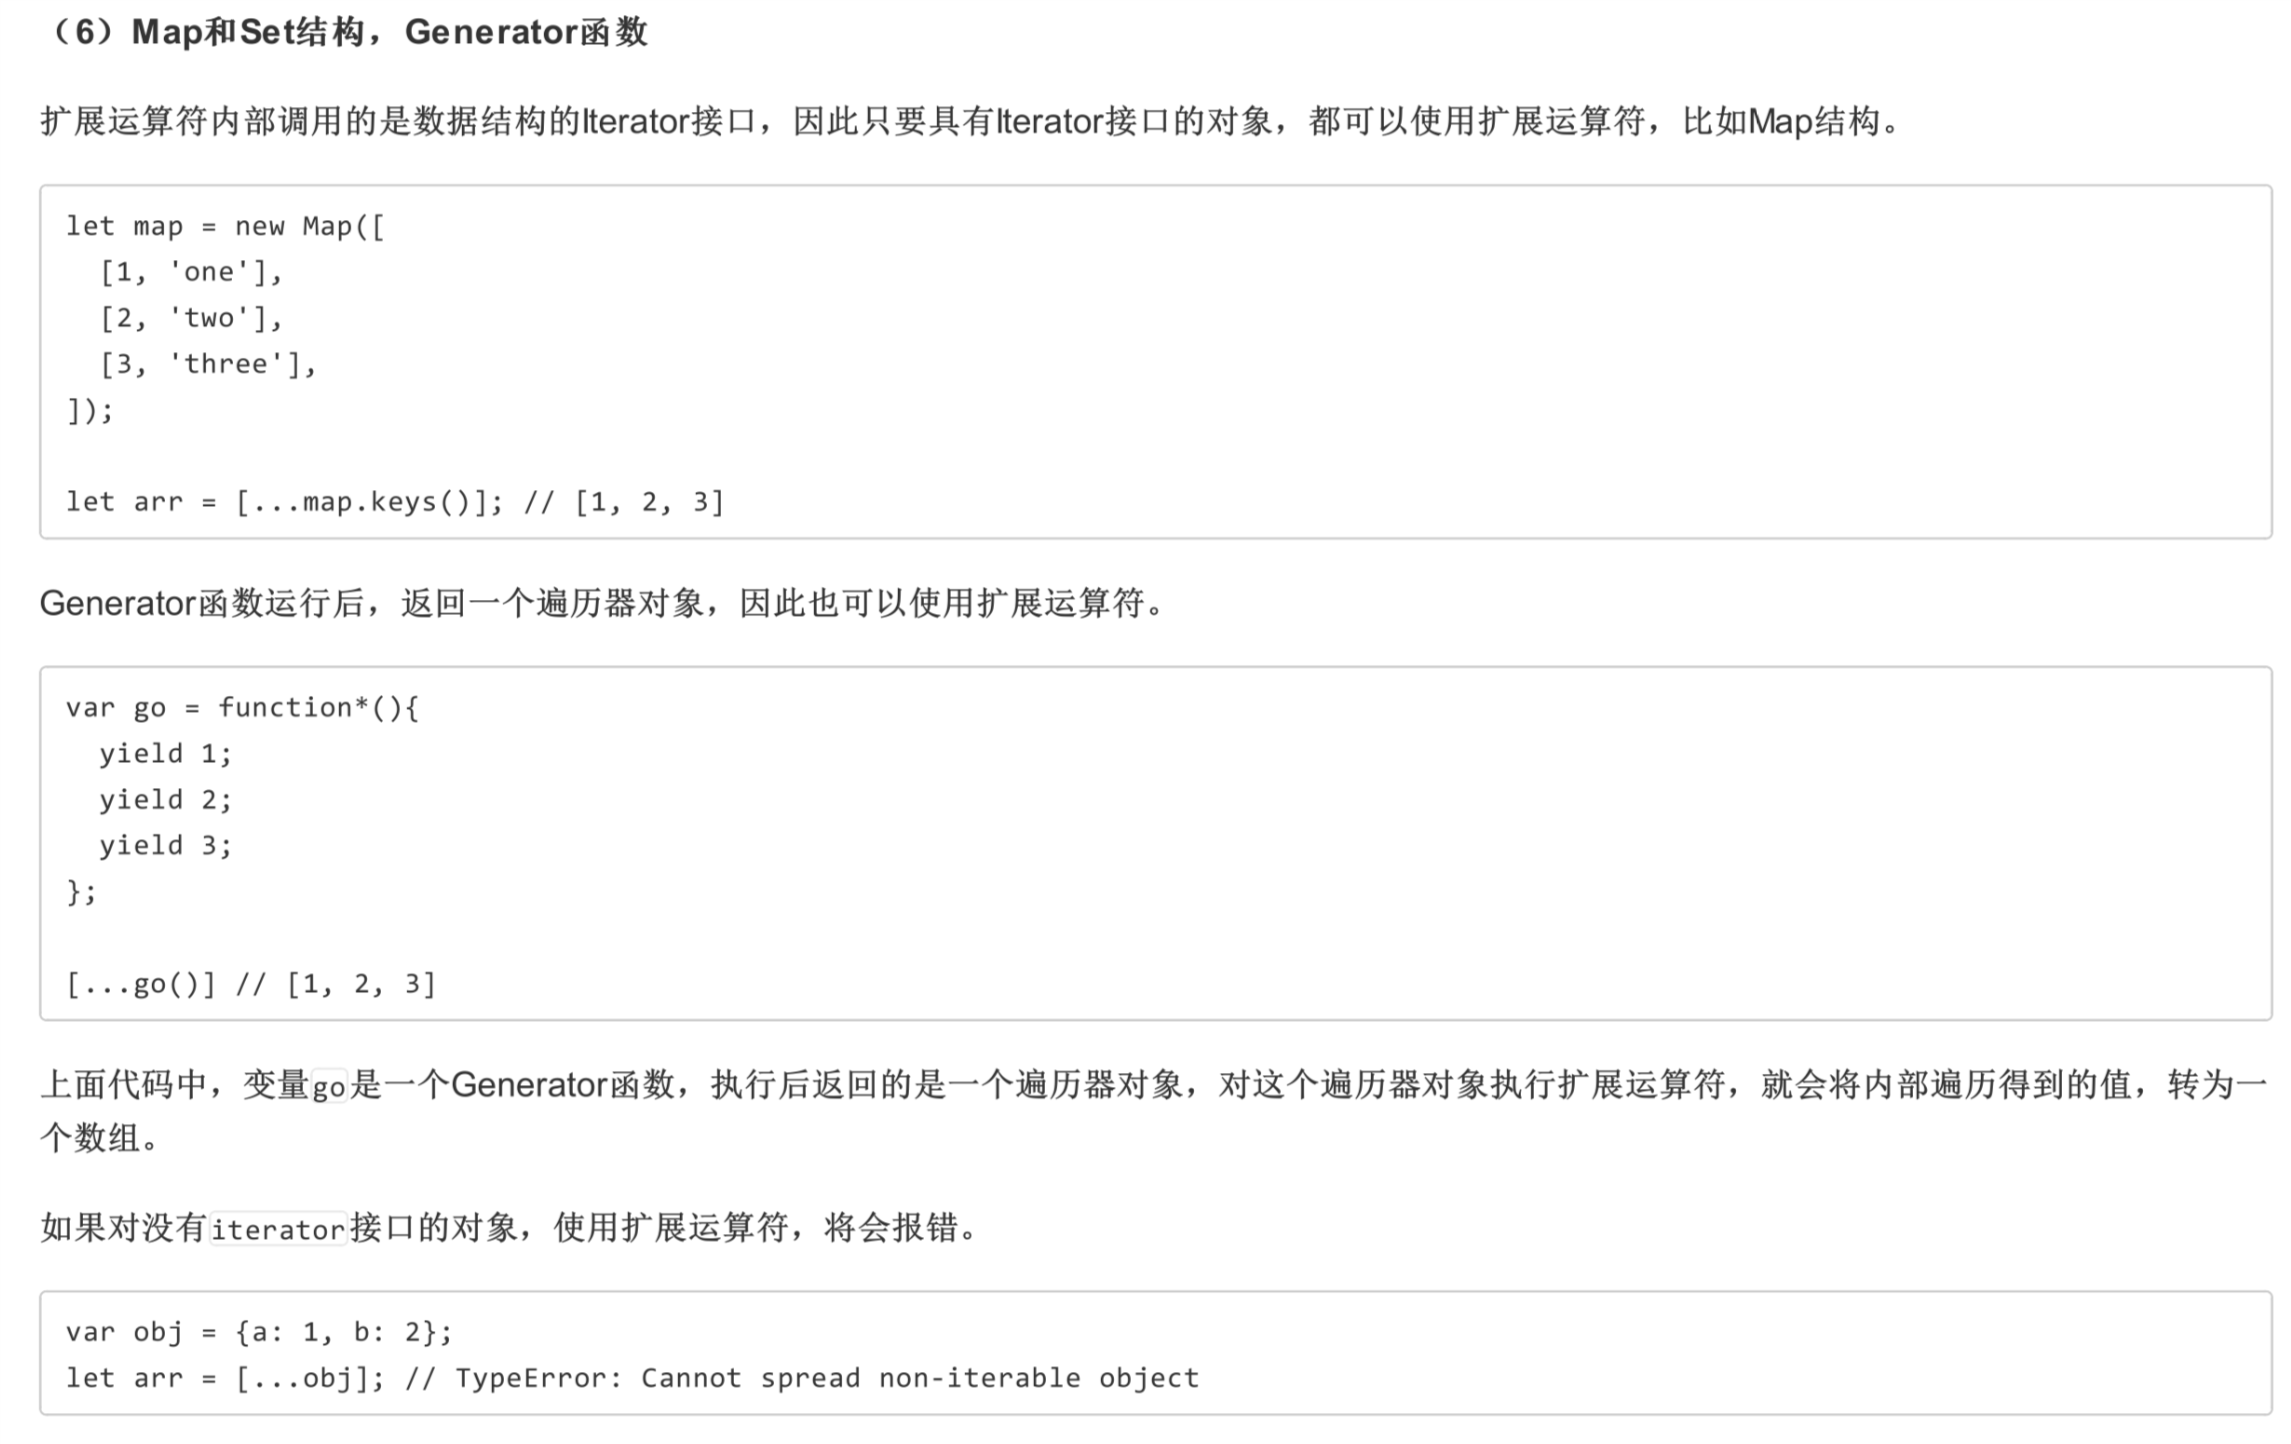 （6）Map和Set结构，Generator函数
扩展运算符内部调用的是数据结构的Iterator接口，因此只要具有Iterator接口的对象，都可以使用扩展运算符，比如Map结构。
let map = new Map([
  [1, 'one'],
  [2, 'two'],
  [3, 'three'],
]);
let arr = [...map.keys()]; // [1, 2, 3]
Generator函数运行后，返回一个遍历器对象，因此也可以使用扩展运算符。
var go = function*(){
  yield 1;
  yield 2;
  yield 3;
};
[...go()] // [1, 2, 3]
上面代码中，变量go是一个Generator函数，执行后返回的是一个遍历器对象，对这个遍历器对象执行扩展运算符，就会将内部遍历得到的值，转为一
个数组。
如果对没有iterator接口的对象，使用扩展运算符，将会报错。
var obj = {a: 1, b: 2};
let arr = [...obj]; // TypeError: Cannot spread non-iterable object